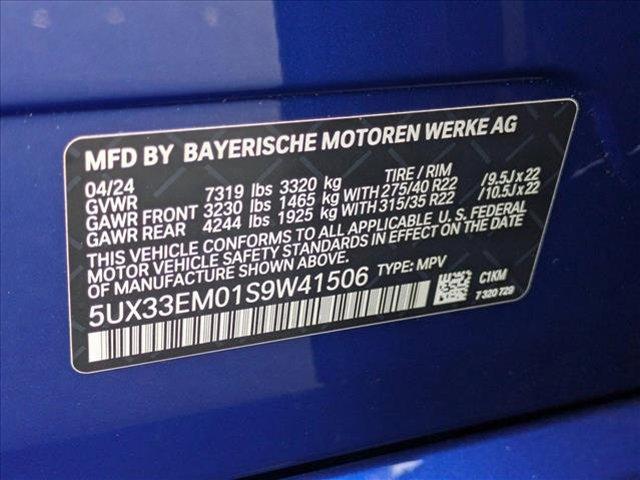 MFD BY BAYERISCHE MOTOREN WERKE AG
04/24 TIRE / RIM
GVWR 7319 lbs 3320 kg
GAWR FRONT 3230 lbs 1465 kg WITH 275/40 R22 /9.5J x 22
GAWR REAR 4244 lbs 1925 kg WITH 315/35 R22 /10.5J x 22
THIS VEHICLE CONFORMS TO ALL APPLICABLE U. S. FEDERAL
MOTOR VEHICLE SAFETY STANDARDS IN EFFECT ON THE DATE
OF MANUFACTURE SHOWN ABOVE
5UX33EM01S9W41506 TYPE: MPV
C1KM
7 320 729